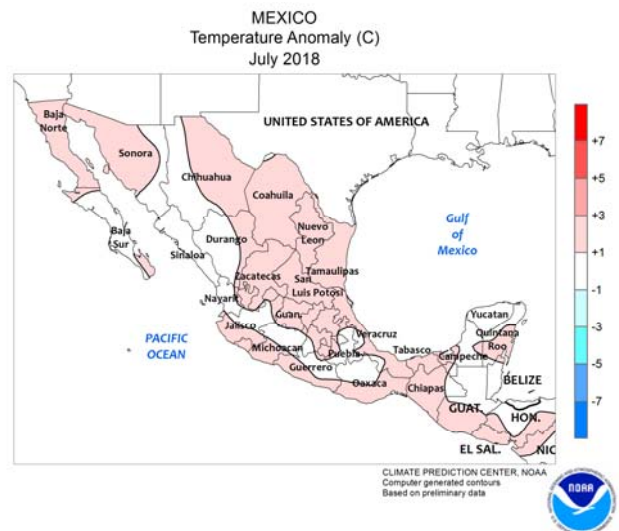 MEXICO
Temperature Anomaly (C)
July 2018
Baja
Norte
Sonora
Chihuahua
UNITED STATES OF AMERICA
Coahuila
Nuevo
Leon
Baja
Sur
Sinaloa
Durango
Zacatecas
San
Luis Potosi
Tamaulipas
Nayarit
Guan.
Jalisco
Michoacan
Puebla
Veracruz
Guerrero
Oaxaca
Tabasco
Chiapas
Campeche
Yucatan
Quintana
Roo
Gulf
of
Mexico
PACIFIC
OCEAN
BELIZE
GUAT.
HON.
EL SAL.
NIC
+7
+5
+3
+1
-1
-3
-5
-7
CLIMATE PREDICTION CENTER, NOAA
Computer generated contours
Based on preliminary data
NOAA